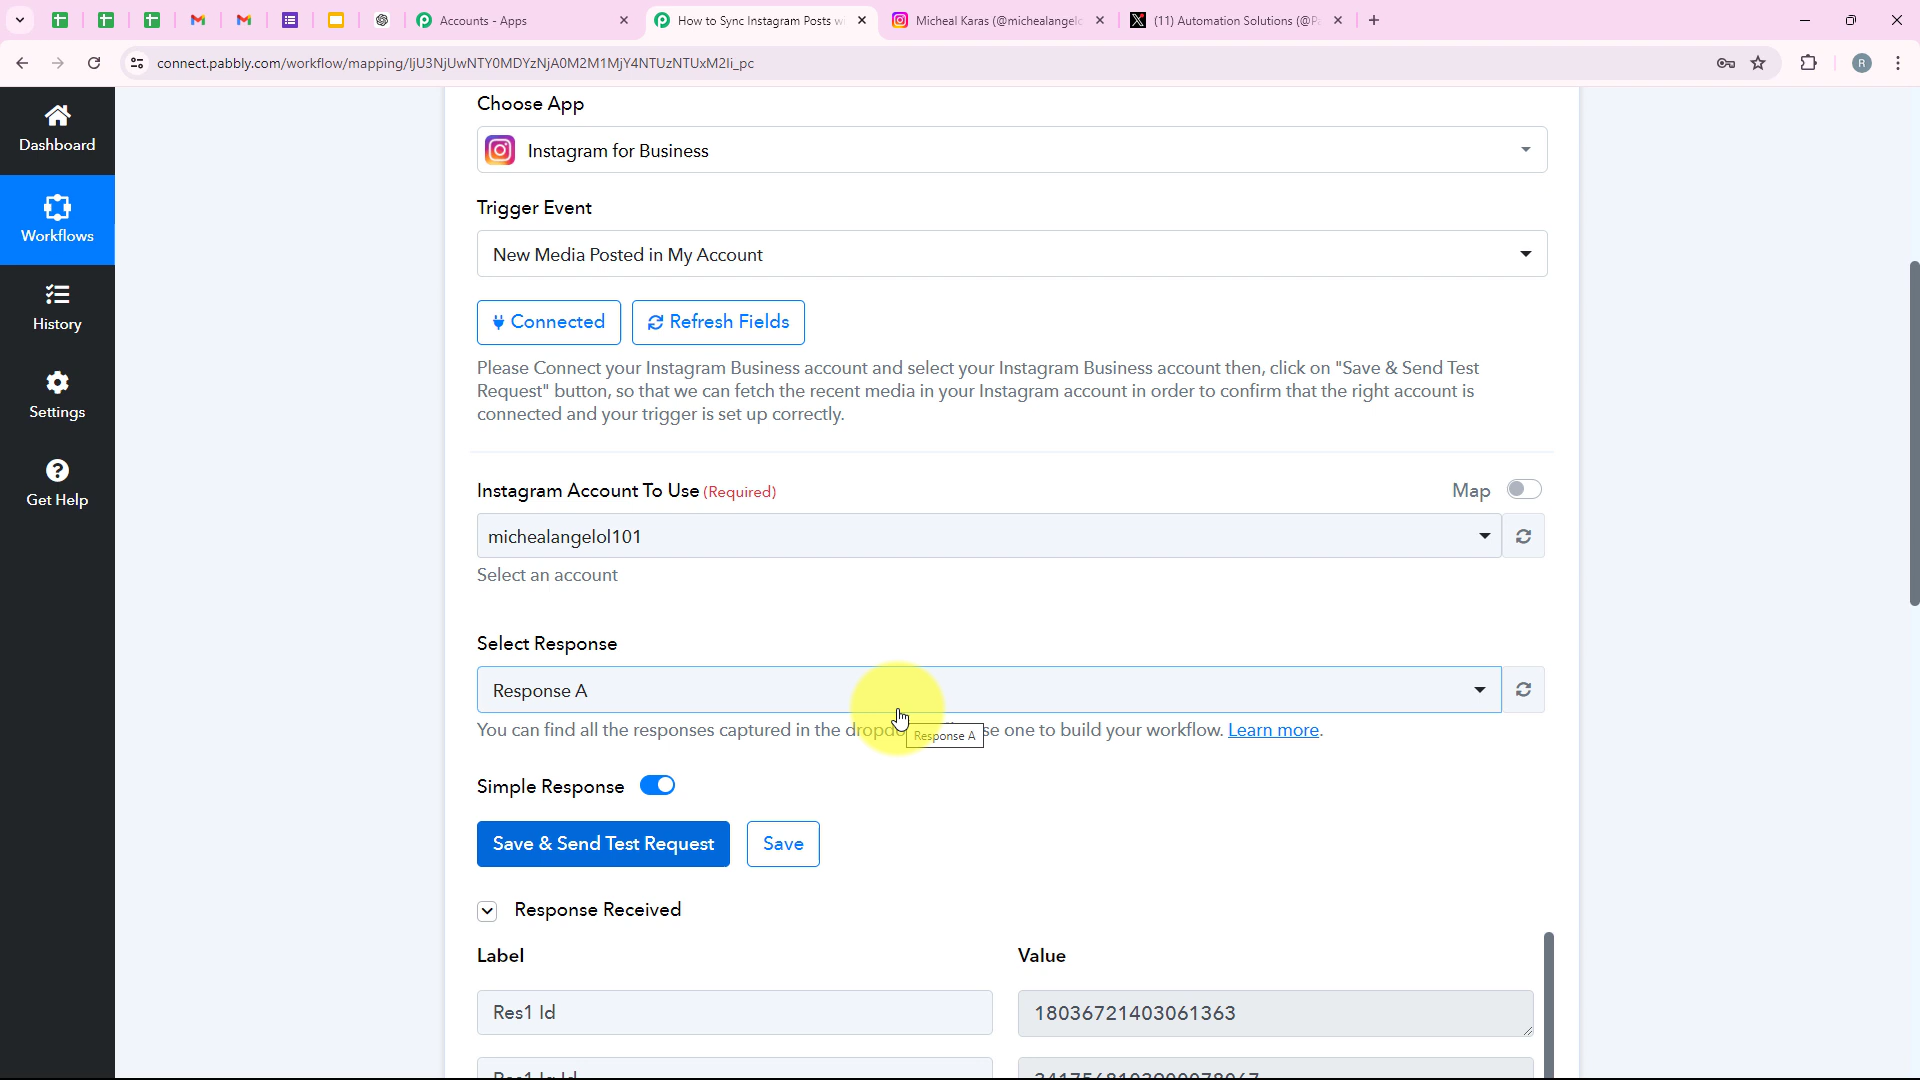 Accounts - Apps
How to Sync Instagram Posts wi
Micheal Karas (@michealangelo
(11) Automation Solutions (@Pa
connect.pabbly.com/workflow/mapping/IjU3NjUwNTY0MDYzNjA0M2M1MjY4NTUzNTUxM2Ii_pc
R
Dashboard
Workflows
History
Settings
Get Help
Choose App
Instagram for Business
Trigger Event
New Media Posted in My Account
Connected
Refresh Fields
Please Connect your Instagram Business account and select your Instagram Business account then, click on "Save & Send Test
Request" button, so that we can fetch the recent media in your Instagram account in order to confirm that the right account is
connected and your trigger is set up correctly.
Instagram Account To Use (Required)
Map
michealangelol101
Select an account
Select Response
Response A
You can find all the responses captured in the se one to build your workflow. Learn more.
Response A
Simple Response
Save & Send Test Request
Save
Response Received
Label
Value
Res1 Id
18036721403061363